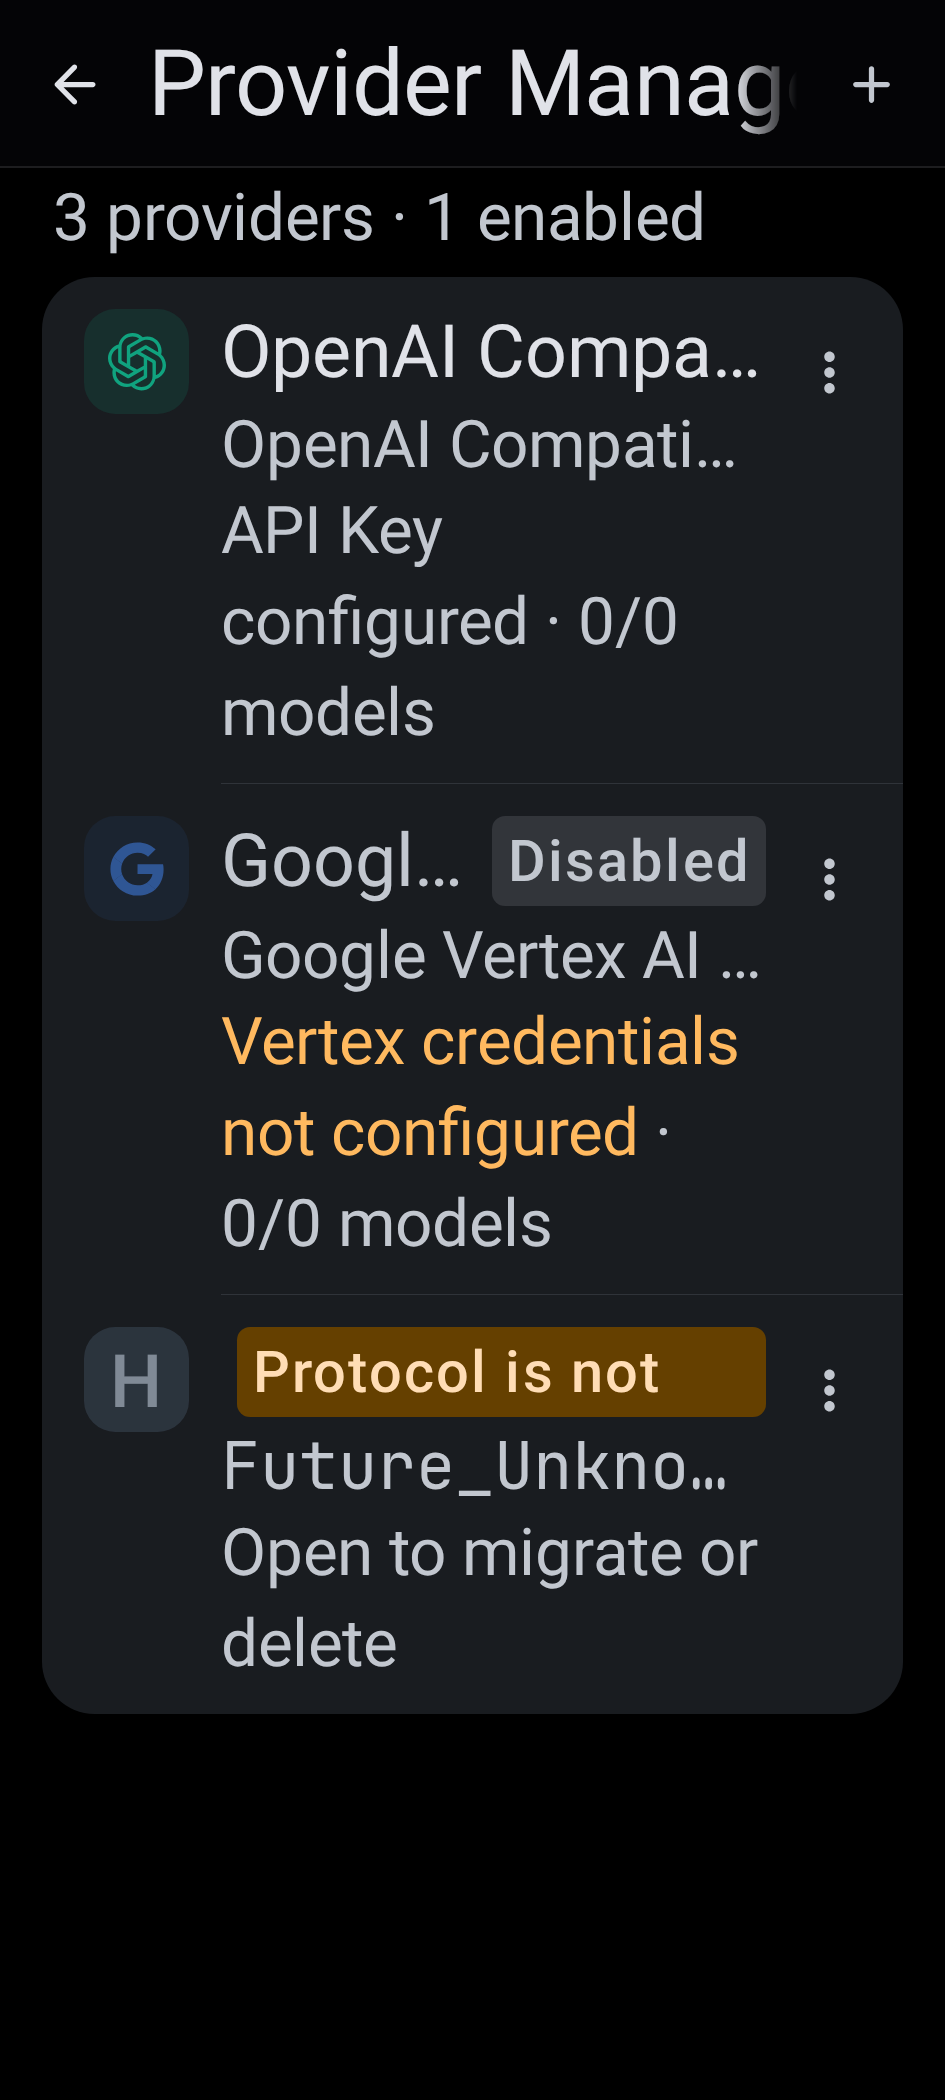 Provider Manag
3 providers · 1 enabled
OpenAI Compa...
OpenAI Compati...
API Key
configured · 0/0
models
Googl...
Disabled
Google Vertex AI ...
Vertex credentials
not configured ·
0/0 models
H
Protocol is not
Future_Unkno...
Open to migrate or
delete